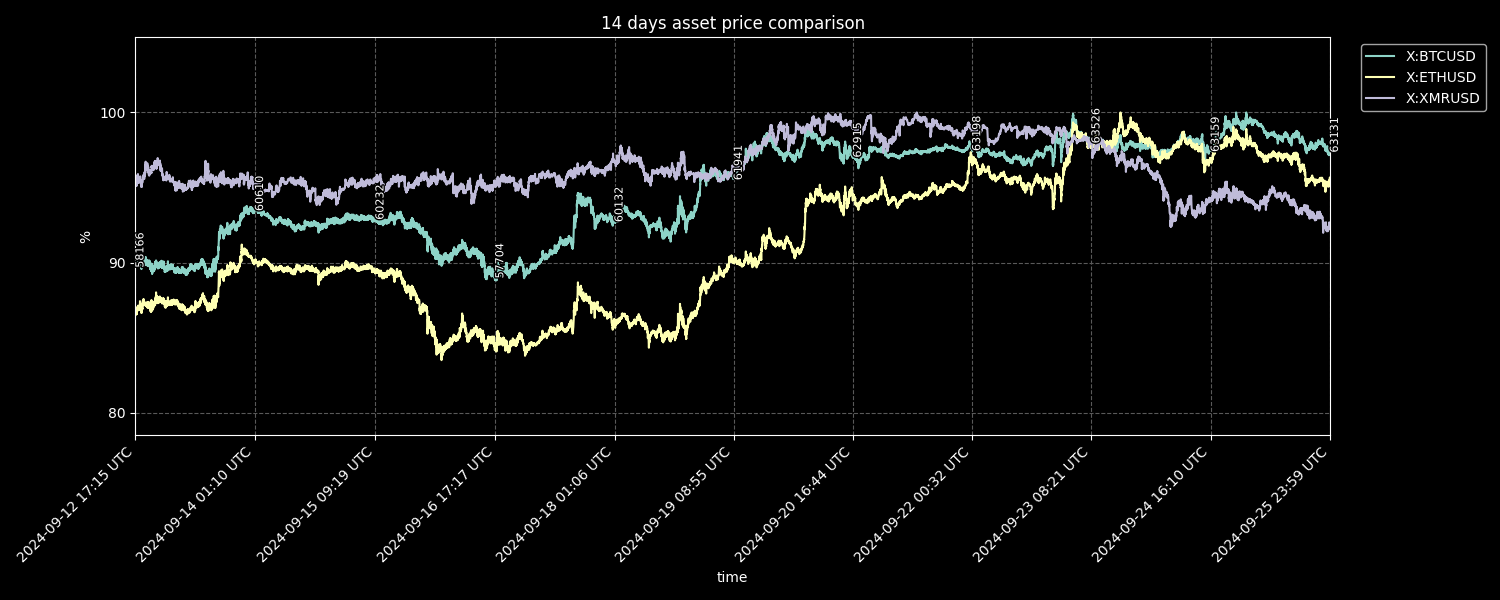 14 days asset price comparison
X:BTCUSD
X:ETHUSD
X:XMRUSD
100
90
80
%
58166
60610
60232
57704
60132
61941
62915
63198
63526
63159
63131
2024-09-12 17:15 UTC
2024-09-14 01:10 UTC
2024-09-15 09:19 UTC
2024-09-16 17:17 UTC
2024-09-18 01:06 UTC
2024-09-19 08:55 UTC
2024-09-20 16:44 UTC
2024-09-22 00:32 UTC
2024-09-23 08:21 UTC
2024-09-24 16:10 UTC
2024-09-25 23:59 UTC
time